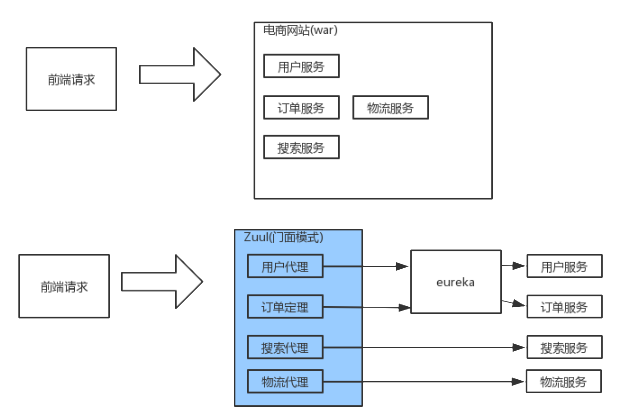 电商网站(war)
前端请求
用户服务
订单服务 物流服务
搜索服务
Zuul(门面模式)
前端请求
用户代理
eureka
用户服务
订单定理
订单服务
搜索代理
搜索服务
物流代理
物流服务